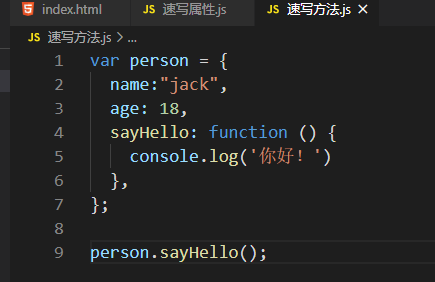 index.html JS 速写属性.js JS 速写方法.js
JS 速写方法.js > ...
1 var person = {
2 name:"jack",
3 age: 18,
4 sayHello: function () {
5 console.log('你好！')
6 },
7 };
8
9 person.sayHello();